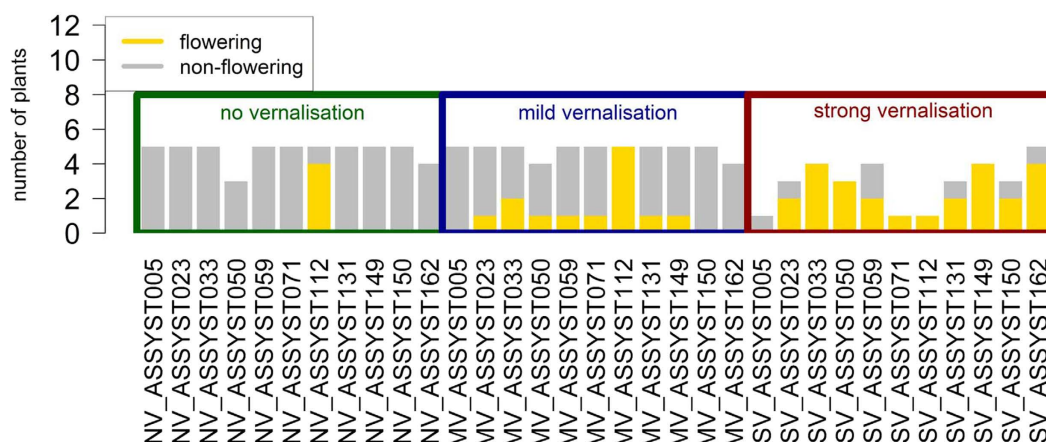 number of plants
12
10
8
6
4
2
0
flowering
non-flowering
no vernalisation
mild vernalisation
strong vernalisation
NV_ASSYST005
NV_ASSYST023
NV_ASSYST033
NV_ASSYST050
NV_ASSYST059
NV_ASSYST071
NV_ASSYST112
NV_ASSYST131
NV_ASSYST149
NV_ASSYST150
NV_ASSYST162
MV_ASSYST005
MV_ASSYST023
MV_ASSYST033
MV_ASSYST050
MV_ASSYST059
MV_ASSYST071
MV_ASSYST112
MV_ASSYST131
MV_ASSYST149
MV_ASSYST150
MV_ASSYST162
SV_ASSYST005
SV_ASSYST023
SV_ASSYST033
SV_ASSYST050
SV_ASSYST059
SV_ASSYST071
SV_ASSYST112
SV_ASSYST131
SV_ASSYST149
SV_ASSYST150
SV_ASSYST162